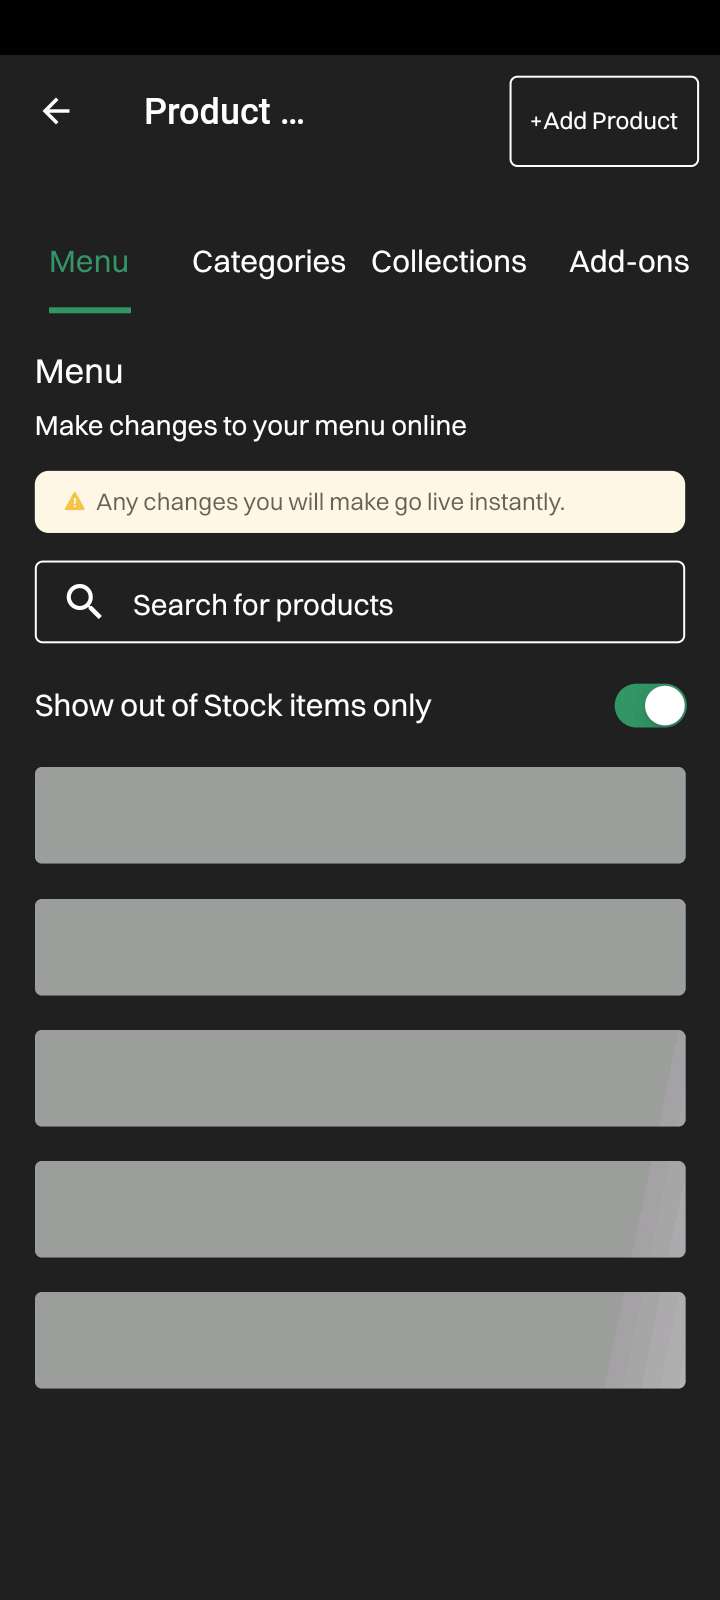 Product ...
+Add Product
Menu Categories Collections Add-ons
Menu
Make changes to your menu online
Any changes you will make go live instantly.
Search for products
Show out of Stock items only